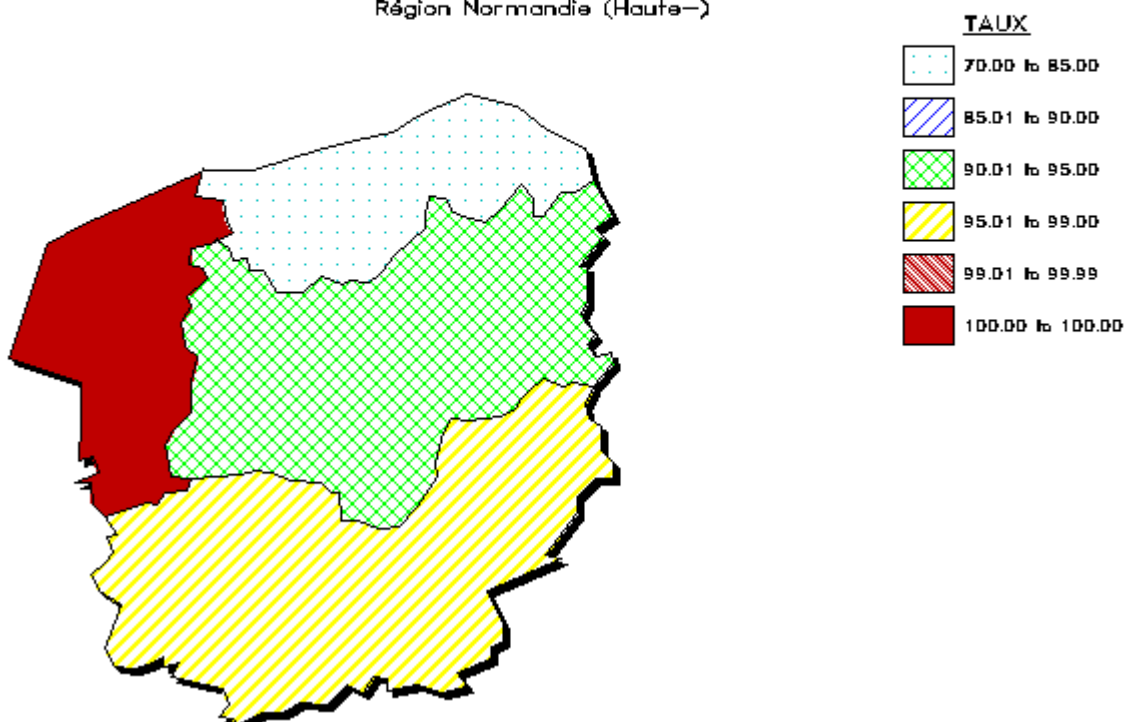 Région Normandie (Haute-)
TAUX
70.00 to 85.00
85.01 to 90.00
90.01 to 95.00
95.01 to 99.00
99.01 to 99.99
100.00 to 100.00